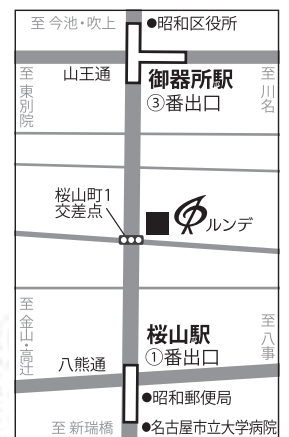 至 今池・吹上
●昭和区役所
山王通
御器所駅
③番出口
至 東別院
至 川名
桜山町1
交差点
ルンデ
桜山駅
①番出口
至 金山・高辻
至 八事
八熊通
●昭和郵便局
至 新瑞橋
●名古屋市立大学病院